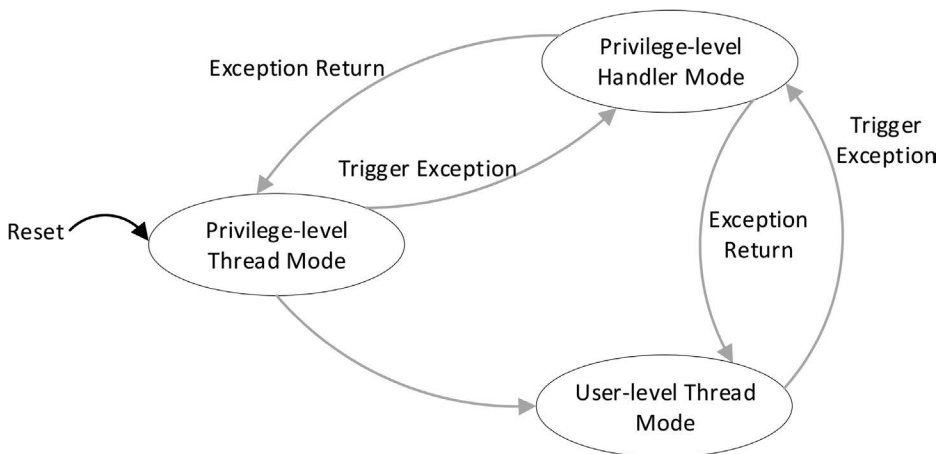 Privilege-level
Handler Mode
Exception Return
Trigger
Exception
Trigger Exception
Reset
Privilege-level
Thread Mode
Exception
Return
User-level Thread
Mode